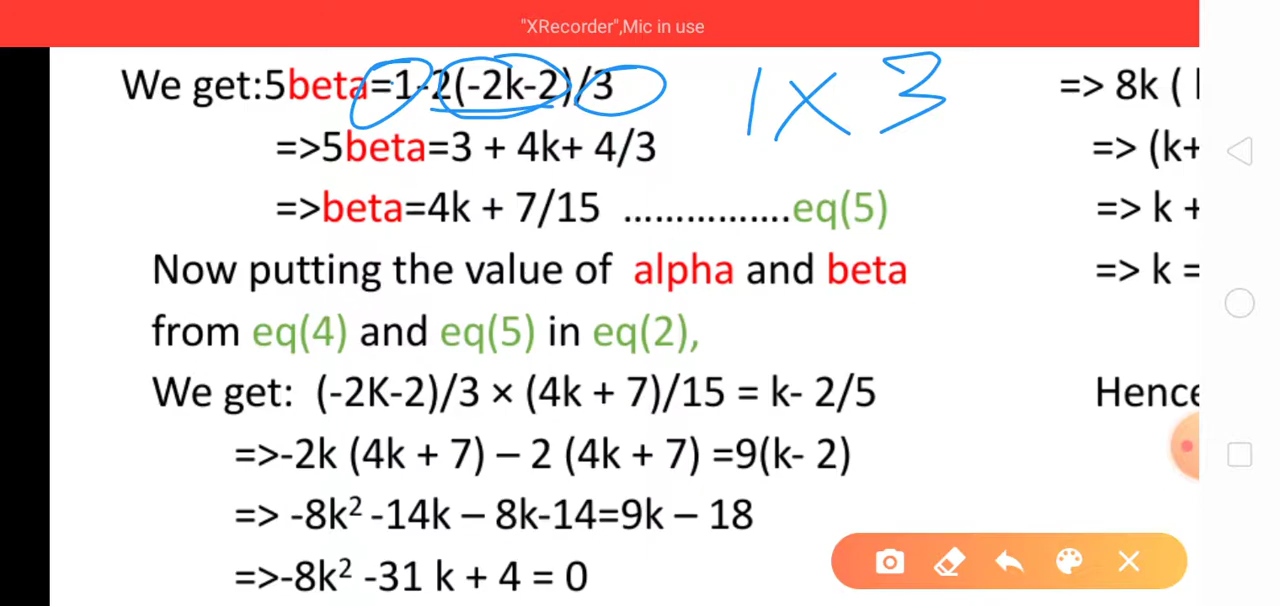 "XRecorder",Mic in use
We get:5beta=1-2(-2k-2)/3
1 X 3
=>5beta=3 + 4k+ 4/3
=>beta=4k + 7/15 ................eq(5)
Now putting the value of alpha and beta
from eq(4) and eq(5) in eq(2),
We get: (-2K-2)/3 × (4k + 7)/15 = k- 2/5
=>-2k (4k + 7) – 2 (4k + 7) =9(k- 2)
=> -8k² -14k – 8k-14=9k – 18
=>-8k² -31 k + 4 = 0
=> 8k (
=> (k+
=> k +
=> k =
Hence